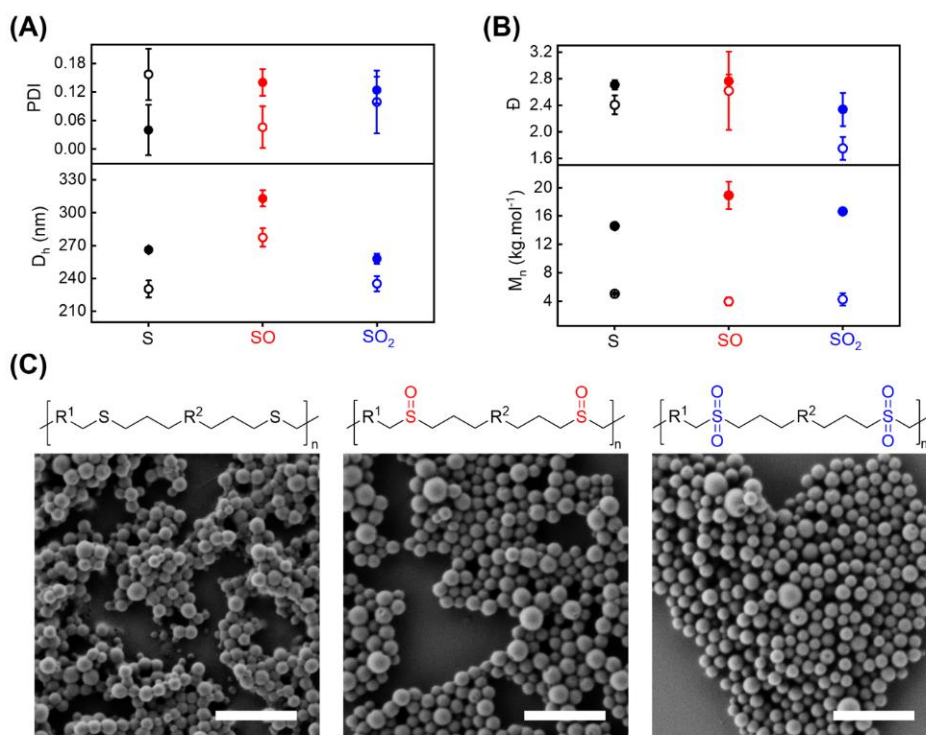 (A)
PDI
0.18
0.12
0.06
0.00
D_h (nm)
330
300
270
240
210
S
SO
SO₂
(B)
Đ
3.2
2.8
2.4
2.0
1.6
M_n (kg.mol⁻¹)
20
16
12
8
4
S
SO
SO₂
(C)
R¹ S R² S n
R¹ O S R² O S n
R¹ O S O R² O S O n